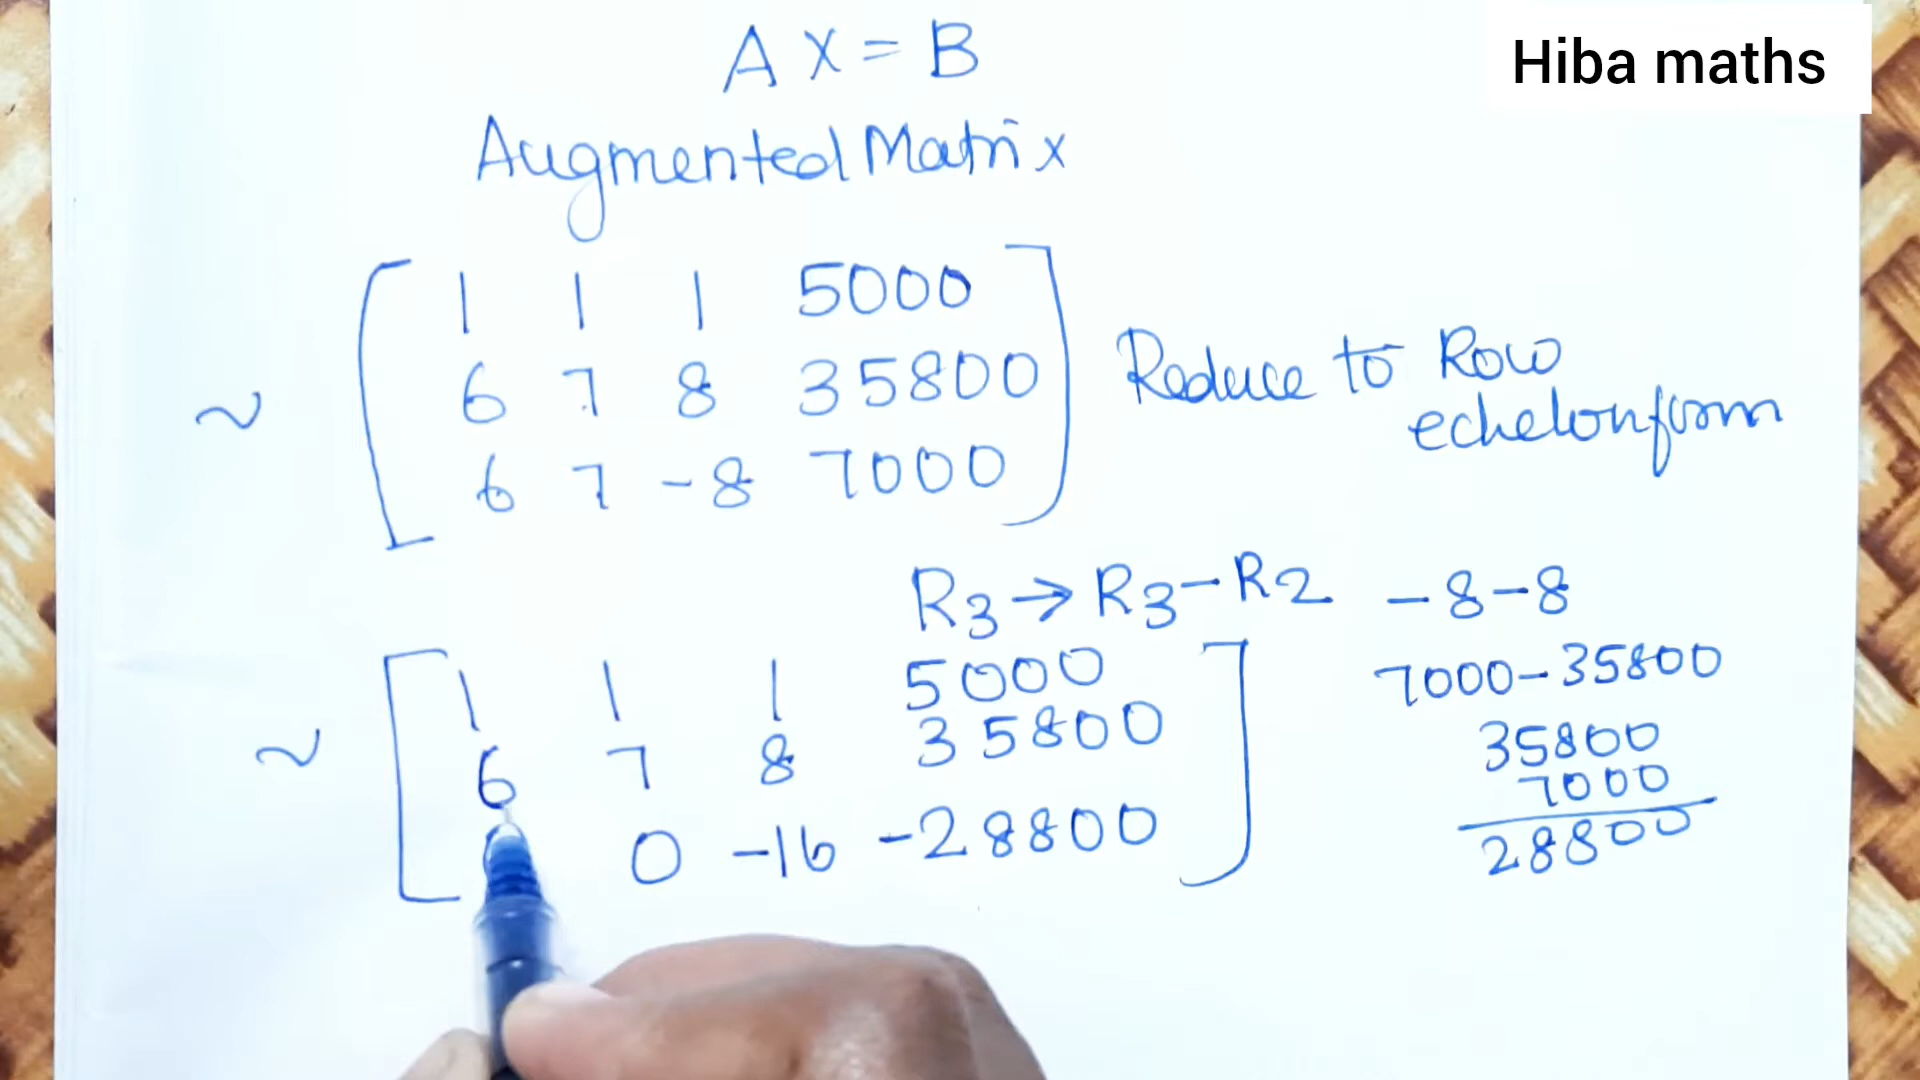 Hiba maths
A X = B
Augmented Matrix
1 1 1 5000
6 7 8 35800
6 7 -8 7000
Reduce to Row
echelon form
~
R3 → R3 - R2
-8-8
1 1 1 5000
6 7 8 35800
0 -16 -28800
~
7000-35800
35800
7000
28800